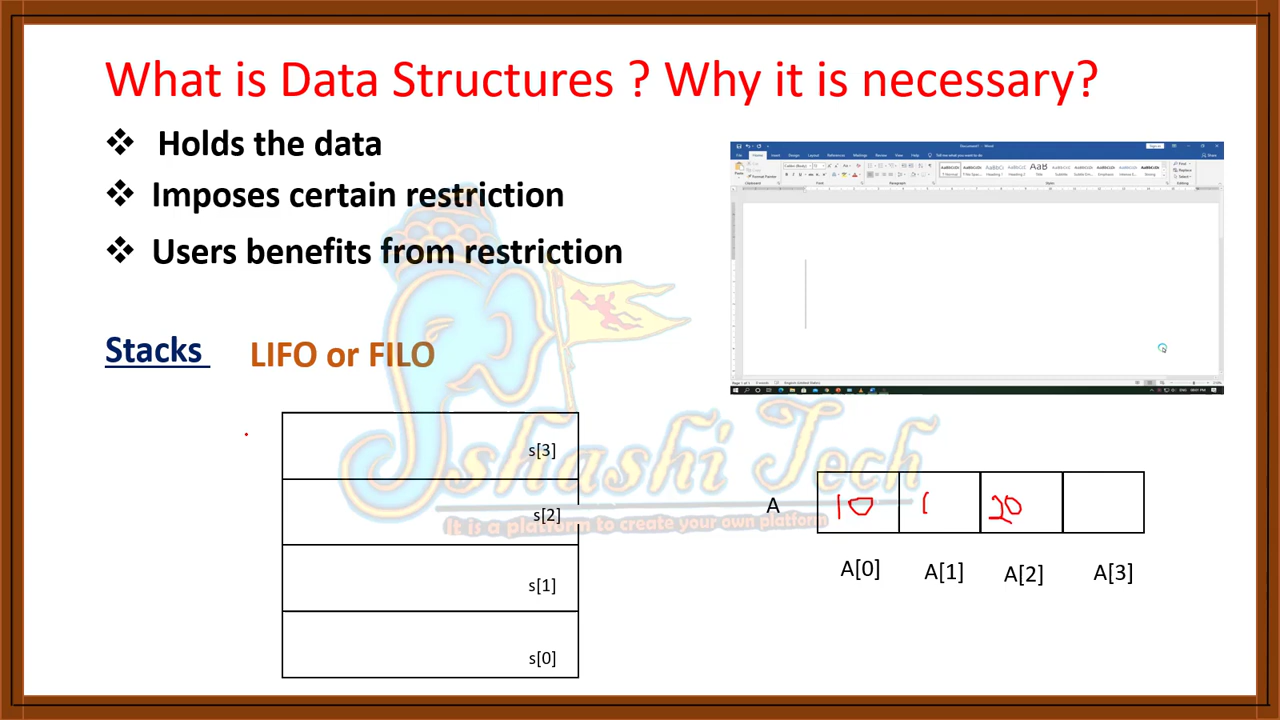 What is Data Structures ? Why it is necessary?
❖ Holds the data
❖ Imposes certain restriction
❖ Users benefits from restriction
Stacks LIFO or FILO
s[3]
s[2]
s[1]
s[0]
A 10 1 20
A[0] A[1] A[2] A[3]
Ishashi Tech
It is a platform to create your own platform